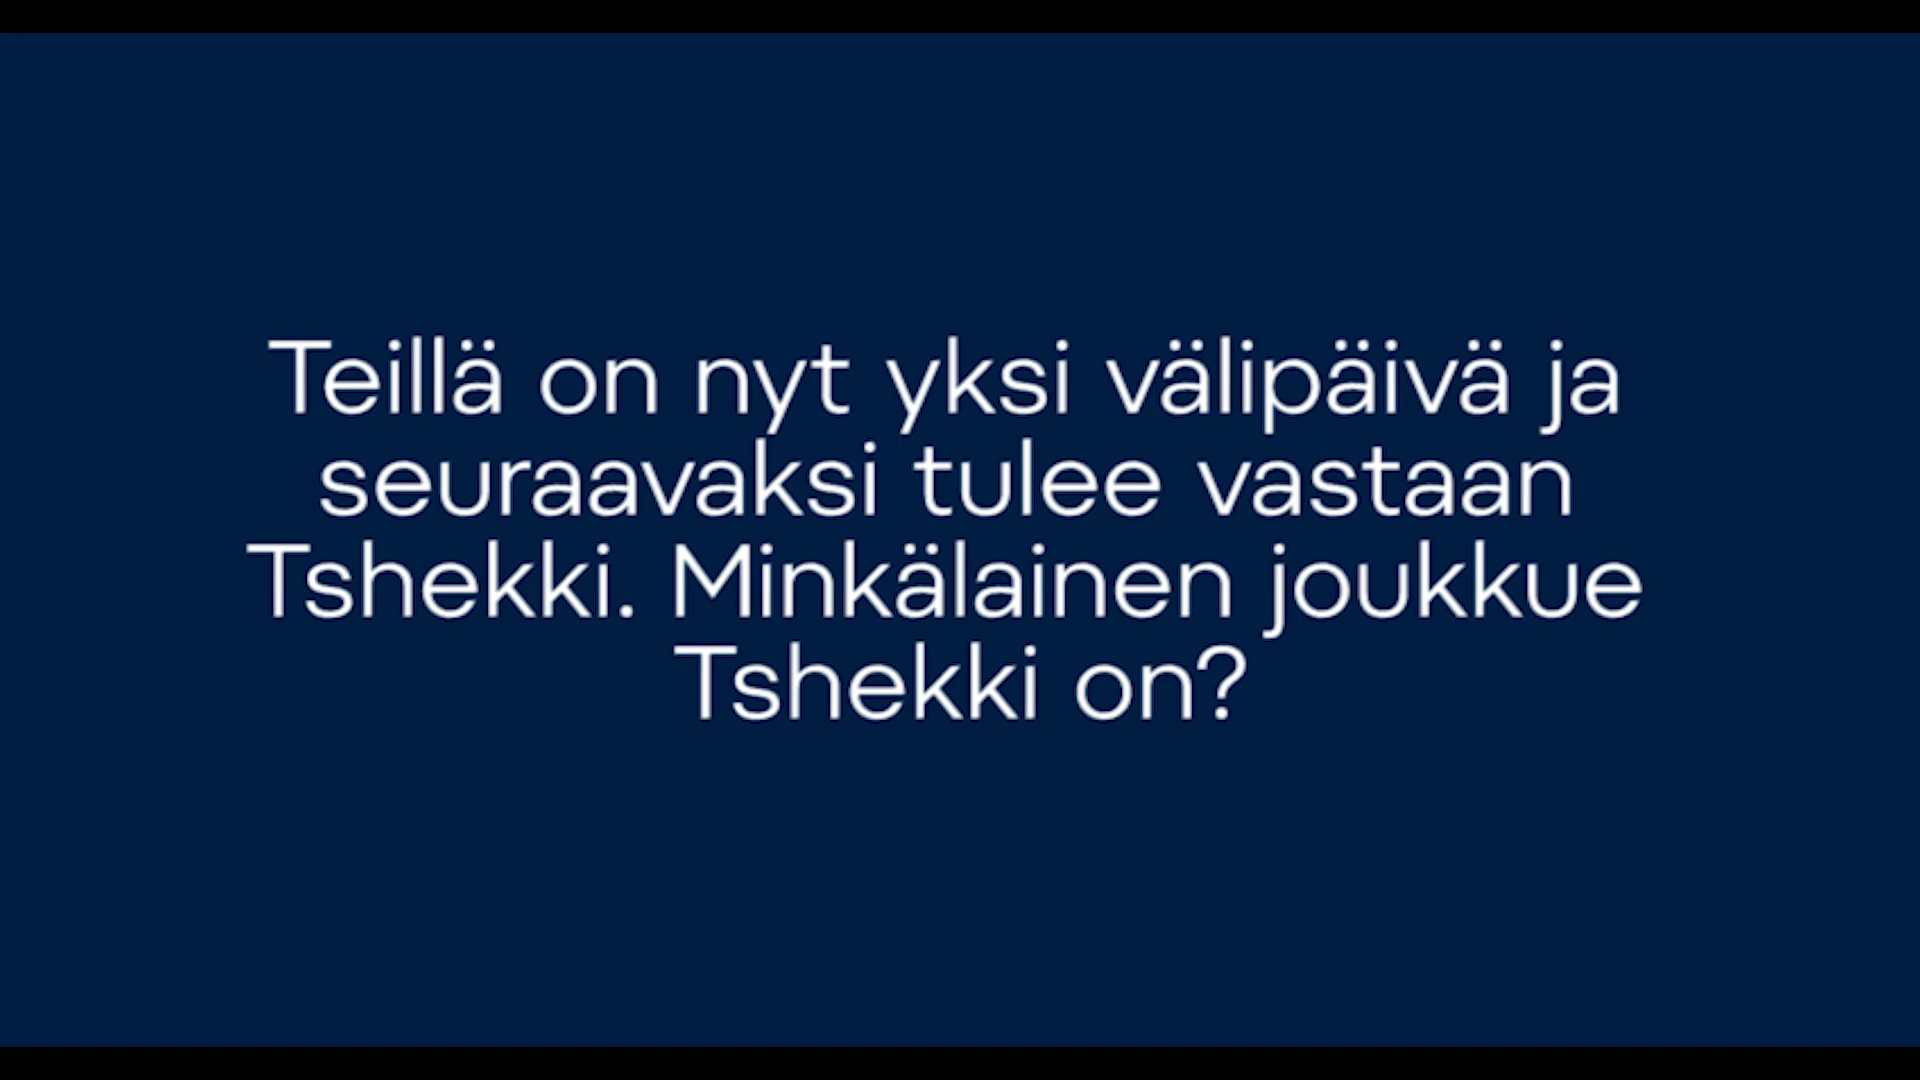 Teillä on nyt yksi välipäivä ja
seuraavaksi tulee vastaan
Tshekki. Minkälainen joukkue
Tshekki on?